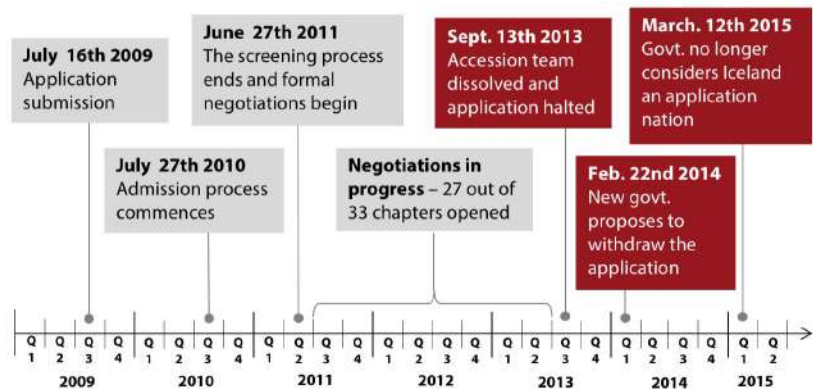 July 16th 2009
Application
submission
July 27th 2010
Admission process
commences
June 27th 2011
The screening process
ends and formal
negotiations begin
Negotiations in
progress – 27 out of
33 chapters opened
Sept. 13th 2013
Accession team
dissolved and
application halted
Feb. 22nd 2014
New govt.
proposes to
withdraw the
application
March. 12th 2015
Govt. no longer
considers Iceland
an application
nation
Q Q Q Q Q Q Q Q Q Q Q Q Q Q Q Q Q Q Q Q Q Q Q Q Q Q
1 2 3 4 1 2 3 4 1 2 3 4 1 2 3 4 1 2 3 4 1 2 3 4 1 2
2009 2010 2011 2012 2013 2014 2015